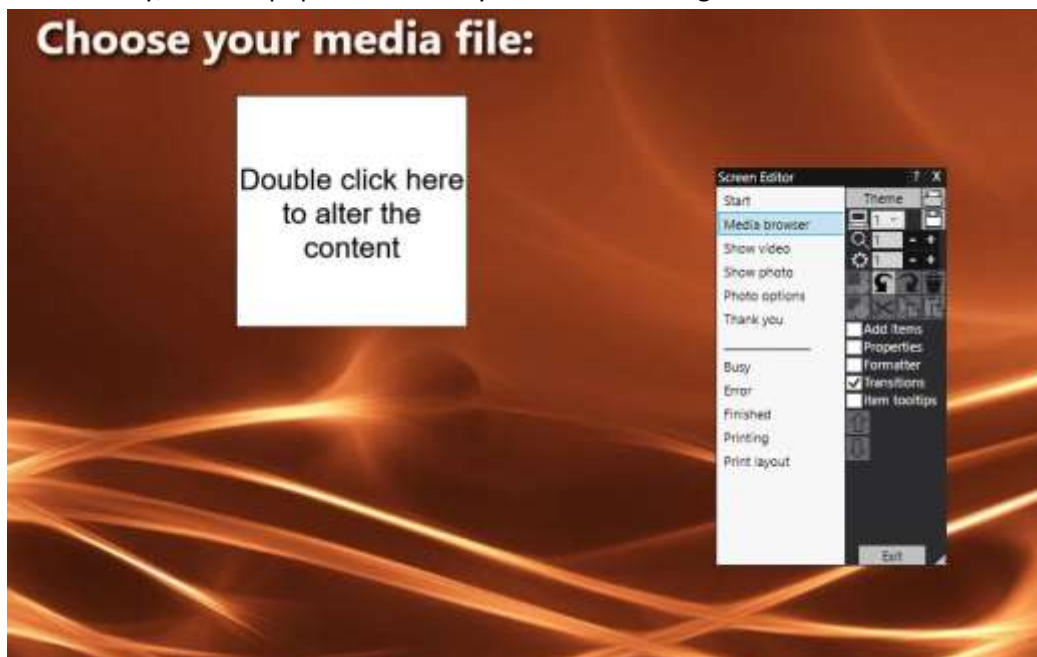 Choose your media file:
Double click here
to alter the
content
Screen Editor ? X
Start
Media browser
Show video
Show photo
Photo options
Thank you
Busy
Error
Finished
Printing
Print layout
Theme
1
1 - +
1 - +
Add Items
Properties
Formatter
Transitions
Item tooltips
Exit